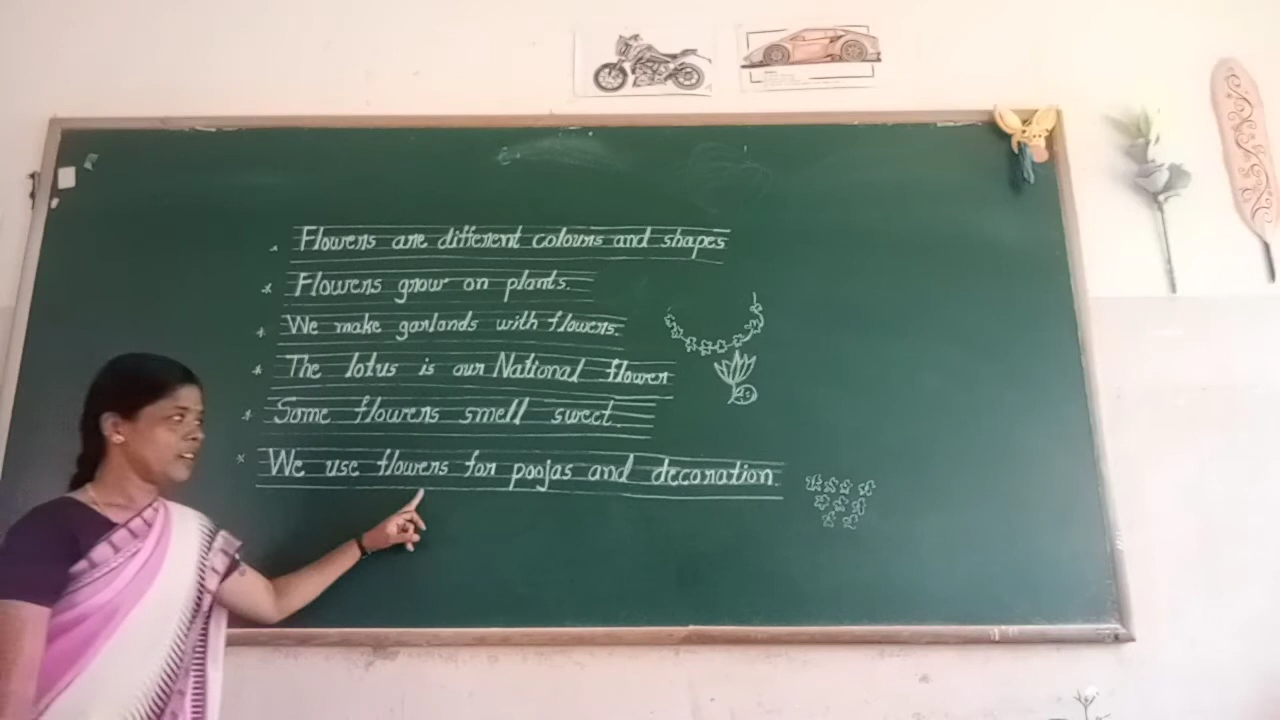 . Flowers are different colours and shapes
* Flowers grow on plants.
* We make garlands with flowers.
* The lotus is our National flower
* Some flowers smell sweet.
* We use flowers for poojas and decoration.